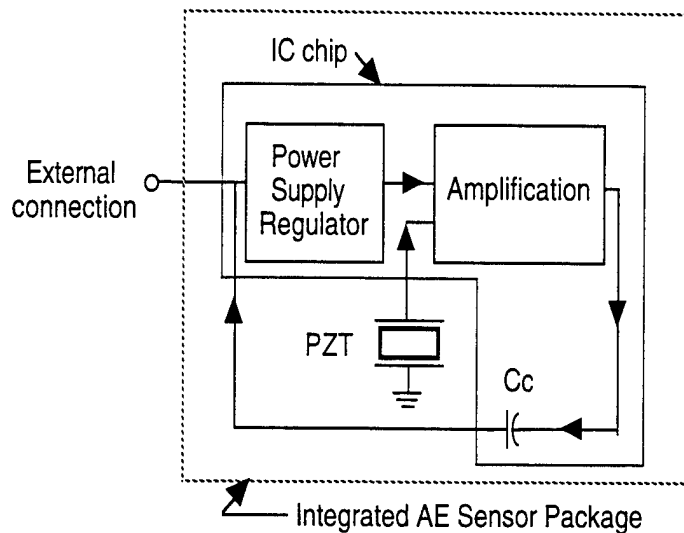 IC chip
External
connection
Power
Supply
Regulator
Amplification
PZT
Cc
Integrated AE Sensor Package